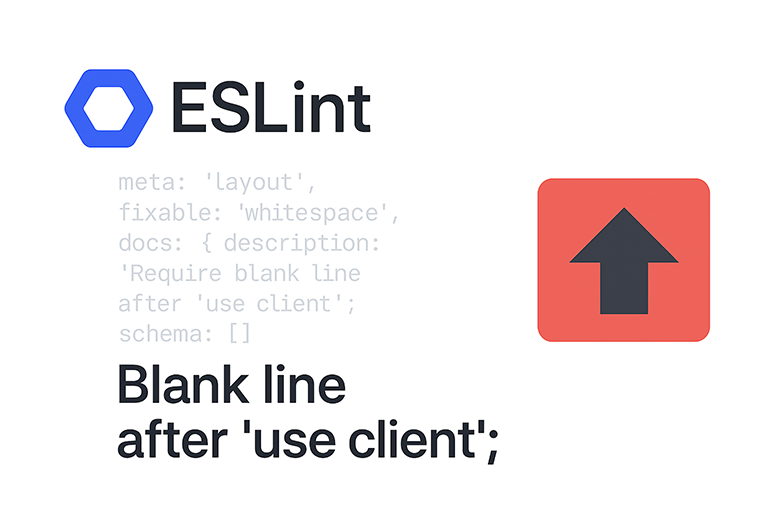 ESLint
meta: 'layout',
fixable: 'whitespace',
docs: { description:
'Require blank line
after 'use client';
schema: []
Blank line
after 'use client';